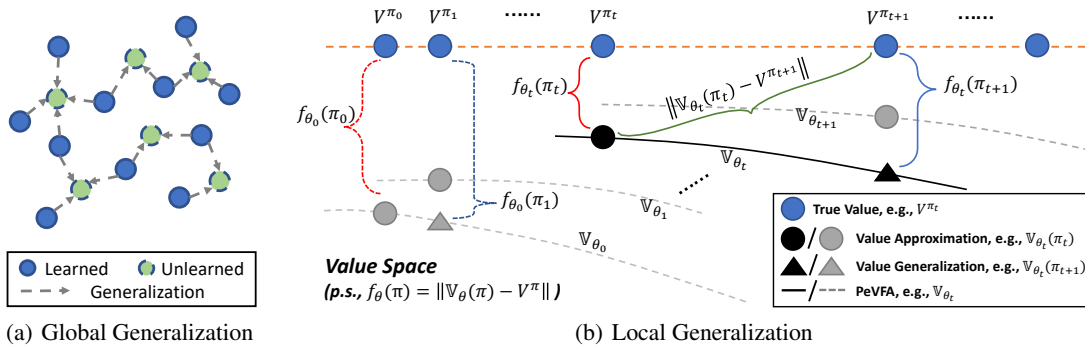 Learned
Unlearned
Generalization
(a) Global Generalization
V^{π_0}
V^{π_1}
......
V^{π_t}
V^{π_{t+1}}
......
f_{θ_0}(π_0)
f_{θ_0}(π_1)
f_{θ_t}(π_t)
‖𝕍_{θ_t}(π_t) − V^{π_{t+1}}‖
f_{θ_t}(π_{t+1})
𝕍_{θ_{t+1}}
𝕍_{θ_t}
......
𝕍_{θ_1}
𝕍_{θ_0}
Value Space
(p.s., f_θ(π) = ‖𝕍_θ(π) − V^π‖ )
True Value, e.g., V^{π_t}
/ Value Approximation, e.g., 𝕍_{θ_t}(π_t)
/ Value Generalization, e.g., 𝕍_{θ_t}(π_{t+1})
/ PeVFA, e.g., 𝕍_{θ_t}
(b) Local Generalization